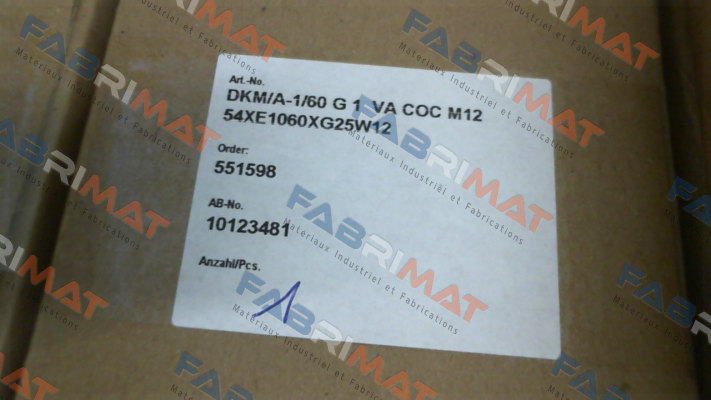 Art.-No.
DKM/A-1/60 G 1 VA COC M12
54XE1060XG25W12
Order:
551598
AB-No.
10123481
Anzahl/Pcs.
1
FABRIMAT
Matériaux Industriel et Fabrications